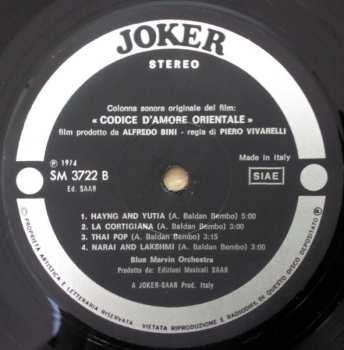 JOKER
STEREO
Colonna sonora originale del film:
« CODICE D'AMORE ORIENTALE »
film prodotto da ALFREDO BINI - regia di PIERO VIVARELLI
℗ 1974
SM 3722 B
Ed. SAAR
Made in Italy
SIAE
1. HAYNG AND YUTIA (A. Baldan Bembo) 5:00
2. LA CORTIGIANA (A. Baldan Bembo) 5:00
3. THAI POP (A. Baldan Bembo) 3:15
4. NARAI AND LAKSHMI (A. Baldan Bembo) 5:00
Blue Marvin Orchestra
Prodotto da: Edizioni Musicali SAAR
A JOKER-SAAR Prod. Italy
© PROPRIETÀ ARTISTICA E LETTERARIA RISERVATA
VIETATA RIPRODUZIONE E RADIODIFF. DI QUESTO DISCO DEPOSITATO ℗